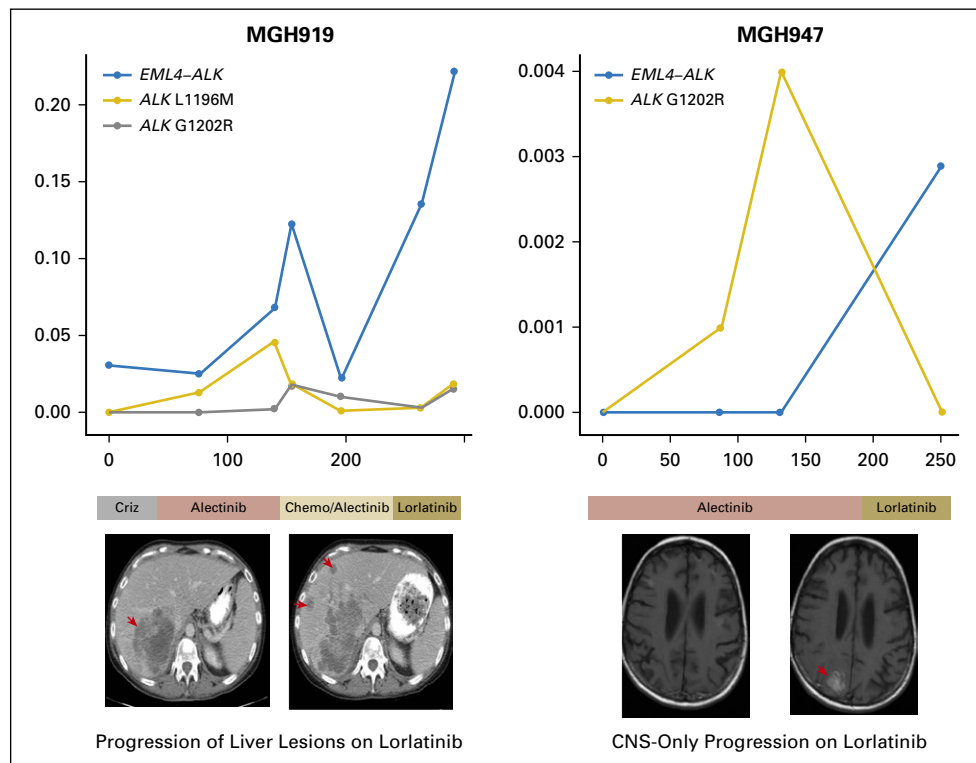 MGH919
EML4–ALK
ALK L1196M
ALK G1202R
0.20
0.15
0.10
0.05
0.00
0
100
200
Criz
Alectinib
Chemo/Alectinib
Lorlatinib
Progression of Liver Lesions on Lorlatinib
MGH947
EML4–ALK
ALK G1202R
0.004
0.003
0.002
0.001
0.000
0
50
100
150
200
250
Alectinib
Lorlatinib
CNS-Only Progression on Lorlatinib